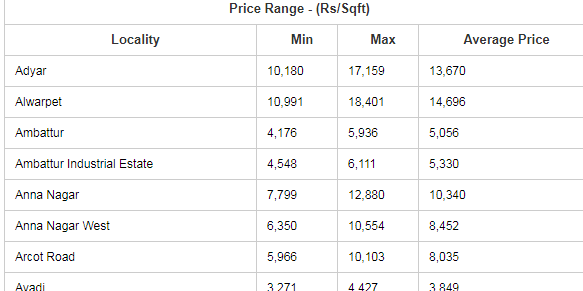 Price Range - (Rs/Sqft)
Locality Min Max Average Price
Adyar 10,180 17,159 13,670
Alwarpet 10,991 18,401 14,696
Ambattur 4,176 5,936 5,056
Ambattur Industrial Estate 4,548 6,111 5,330
Anna Nagar 7,799 12,880 10,340
Anna Nagar West 6,350 10,554 8,452
Arcot Road 5,966 10,103 8,035
Avadi 3,271 4,427 3,849